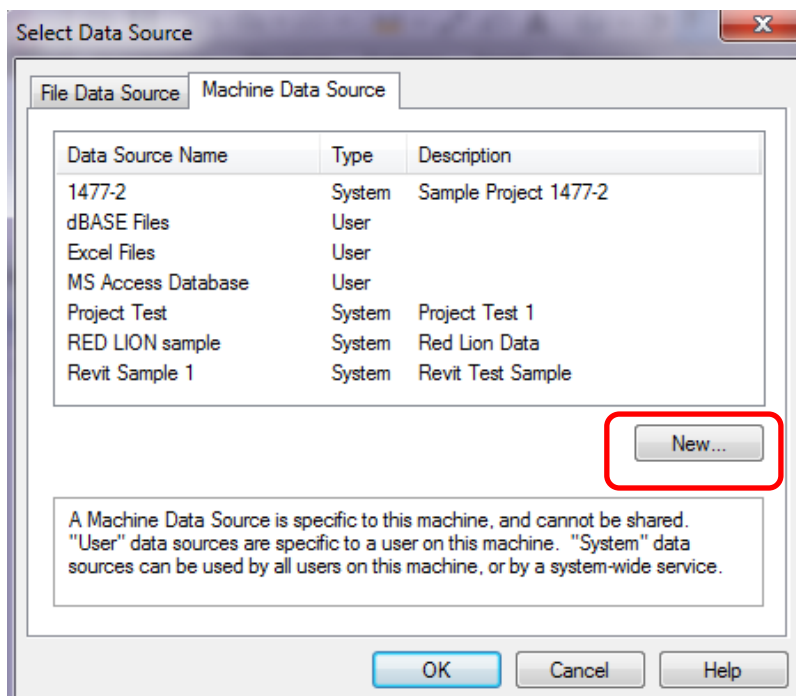 Select Data Source
File Data Source Machine Data Source
Data Source Name Type Description
1477-2 System Sample Project 1477-2
dBASE Files User
Excel Files User
MS Access Database User
Project Test System Project Test 1
RED LION sample System Red Lion Data
Revit Sample 1 System Revit Test Sample
New...
A Machine Data Source is specific to this machine, and cannot be shared.
"User" data sources are specific to a user on this machine. "System" data
sources can be used by all users on this machine, or by a system-wide service.
OK Cancel Help